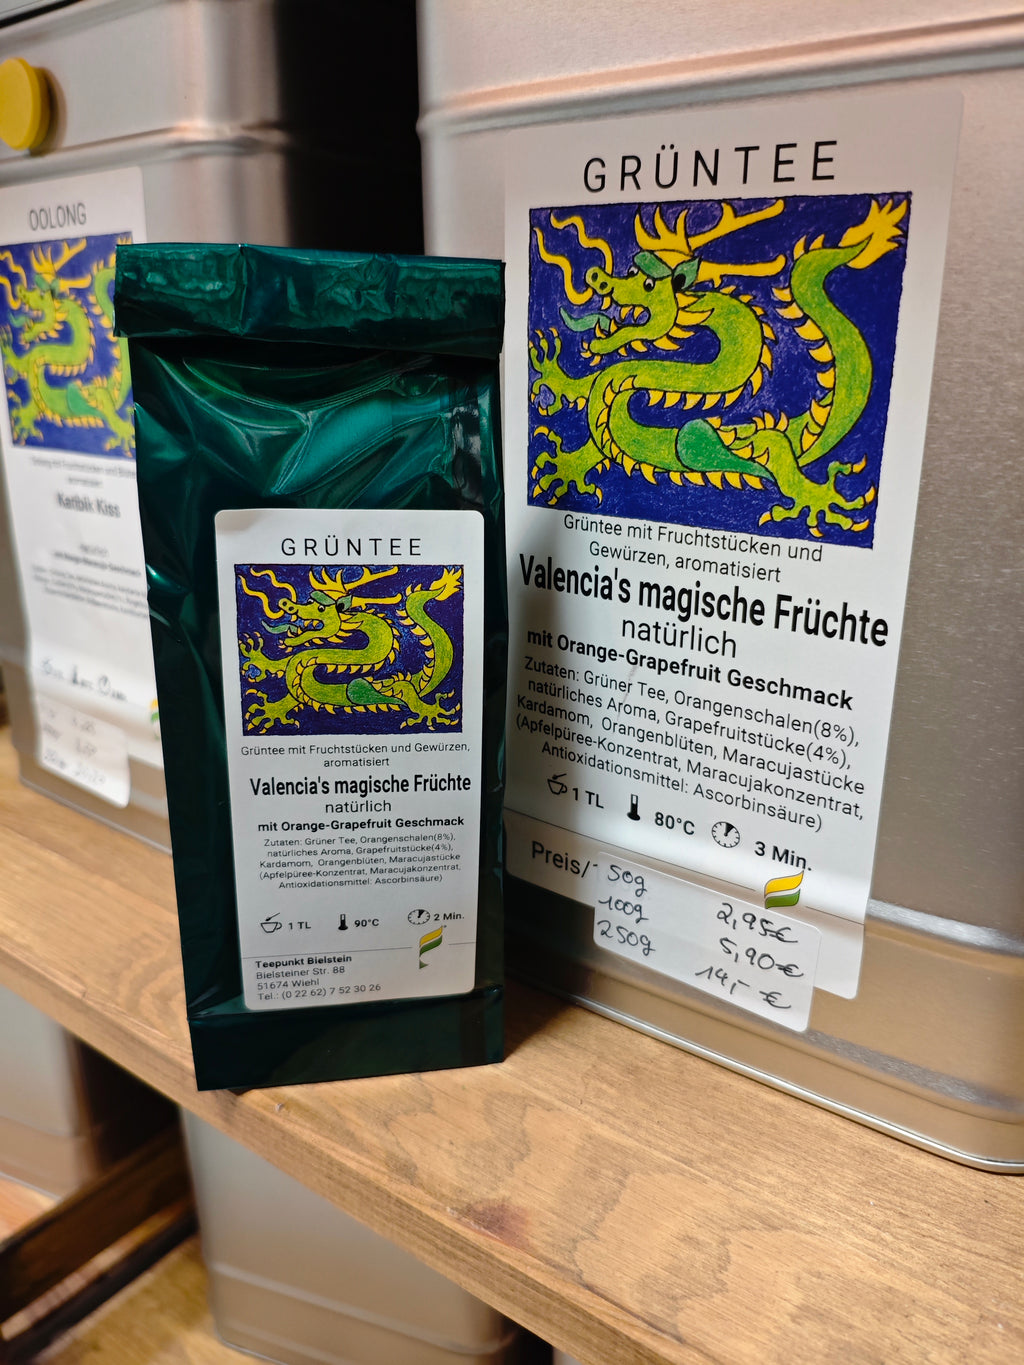 OOLONG
Karibik Kiss
GRÜNTEE
Grüntee mit Fruchtstücken und Gewürzen,
aromatisiert
Valencia's magische Früchte
natürlich
mit Orange-Grapefruit Geschmack
Zutaten: Grüner Tee, Orangenschalen(8%),
natürliches Aroma, Grapefruitstücke(4%),
Kardamom, Orangenblüten, Maracujastücke
(Apfelpüree-Konzentrat, Maracujakonzentrat,
Antioxidationsmittel: Ascorbinsäure)
1 TL
90°C
2 Min.
Teepunkt Bielstein
Bielsteiner Str. 88
51674 Wiehl
Tel.: (0 22 62) 7 52 30 26
GRÜNTEE
Grüntee mit Fruchtstücken und
Gewürzen, aromatisiert
Valencia's magische Früchte
natürlich
mit Orange-Grapefruit Geschmack
Zutaten: Grüner Tee, Orangenschalen(8%),
natürliches Aroma, Grapefruitstücke(4%),
Kardamom, Orangenblüten, Maracujastücke
(Apfelpüree-Konzentrat, Maracujakonzentrat,
Antioxidationsmittel: Ascorbinsäure)
1 TL
80°C
3 Min.
Preis/
50g 2,95€
100g 5,90€
250g 14,- €